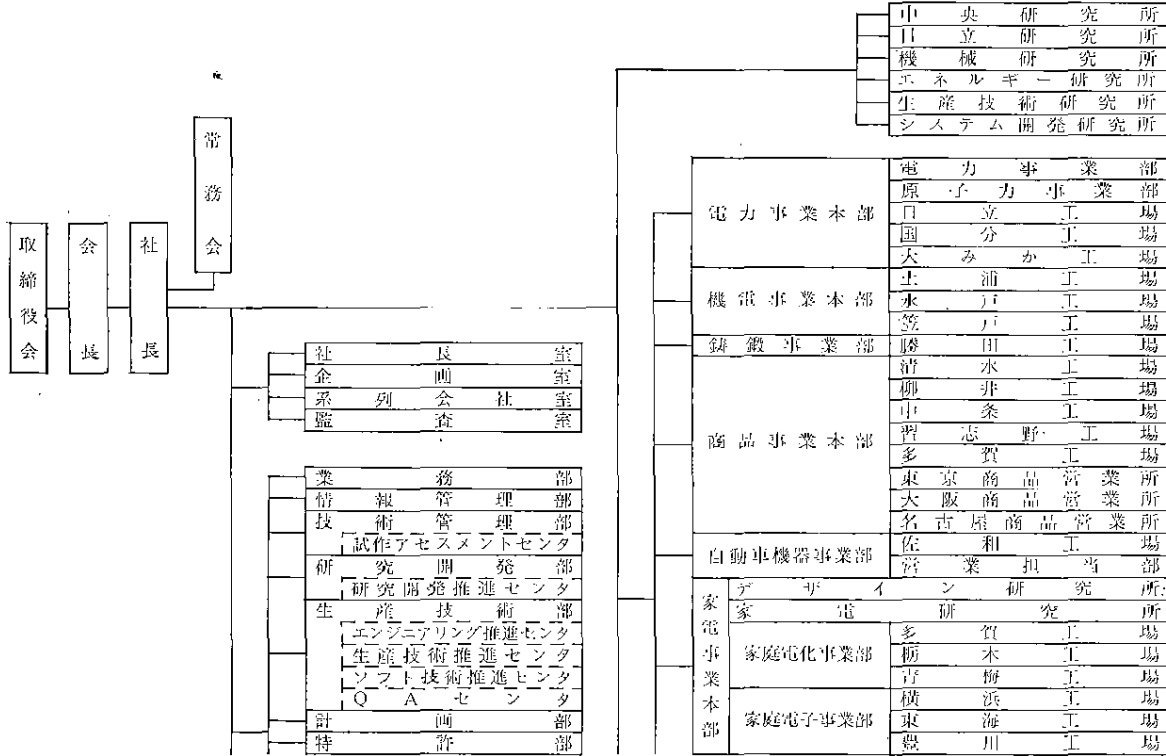 取締役会
会長
社長
常務会
社長室
企画室
系列会社室
監査室
業務部
情報管理部
技術管理部
試作アセスメントセンタ
研究開発部
研究開発推進センタ
生産技術部
エンジニアリング推進センタ
生産技術推進センタ
ソフト技術推進センタ
QAセンタ
計画部
特許部
中央研究所
日立研究所
機械研究所
エネルギー研究所
生産技術研究所
システム開発研究所
電力事業本部
電力事業部
原子力事業部
日立工場
国分工場
大みか工場
機電事業本部
土浦工場
水戸工場
笠戸工場
鋳鍛事業部
勝田工場
商品事業本部
清水工場
柳井工場
中条工場
習志野工場
多賀工場
東京商品営業所
大阪商品営業所
名古屋商品営業所
自動車機器事業部
佐和工場
営業担当部
家電事業本部
デザイン研究所
家電研究所
家庭電化事業部
多賀工場
栃木工場
青梅工場
家庭電子事業部
横浜工場
東海工場
豊川工場